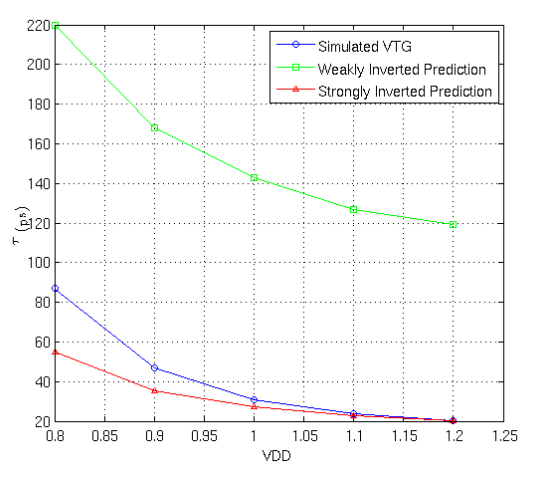 220
200
180
160
140
120
100
80
60
40
20
τ (ps)
Simulated VTG
Weakly Inverted Prediction
Strongly Inverted Prediction
0.8 0.85 0.9 0.95 1 1.05 1.1 1.15 1.2 1.25
VDD